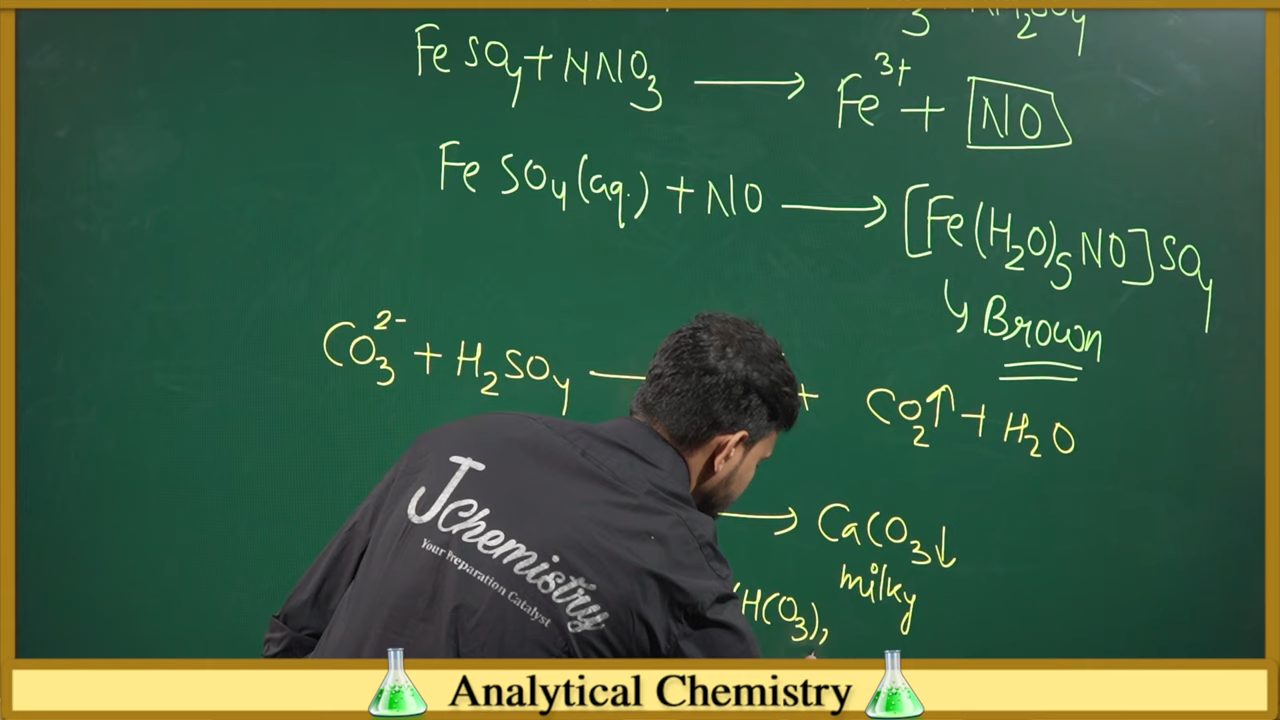 FeSO4 + HNO3 ⟶ Fe3+ + NO
FeSO4(aq.) + NO ⟶ [Fe(H2O)5NO]SO4
↳ Brown
CO3 2- + H2SO4 — + CO2↑ + H2O
⟶ CaCO3↓
milky
HCO3)2
Jchemistry
Your Preparation Catalyst
Analytical Chemistry